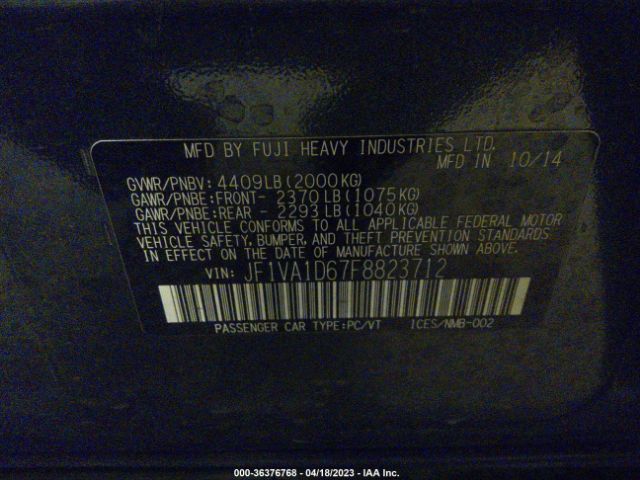 MFD BY FUJI HEAVY INDUSTRIES LTD.
MFD IN 10/14
GVWR/PNBV: 4409LB(2000KG)
GAWR/PNBE:FRONT- 2370LB(1075KG)
GAWR/PNBE:REAR - 2293LB(1040KG)
THIS VEHICLE CONFORMS TO ALL APPLICABLE FEDERAL MOTOR
VEHICLE SAFETY, BUMPER, AND THEFT PREVENTION STANDARDS
IN EFFECT ON THE DATE OF MANUFACTURE SHOWN ABOVE.
VIN: JF1VA1D67F8823712
PASSENGER CAR TYPE:PC/VT 1CES/NMB-002
000-36376768 - 04/18/2023 - IAA Inc.